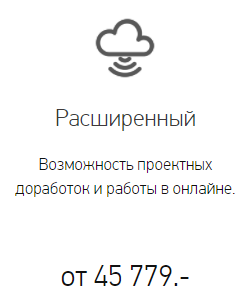 Расширенный
Возможность проектных
доработок и работы в онлайне.
от 45 779.-